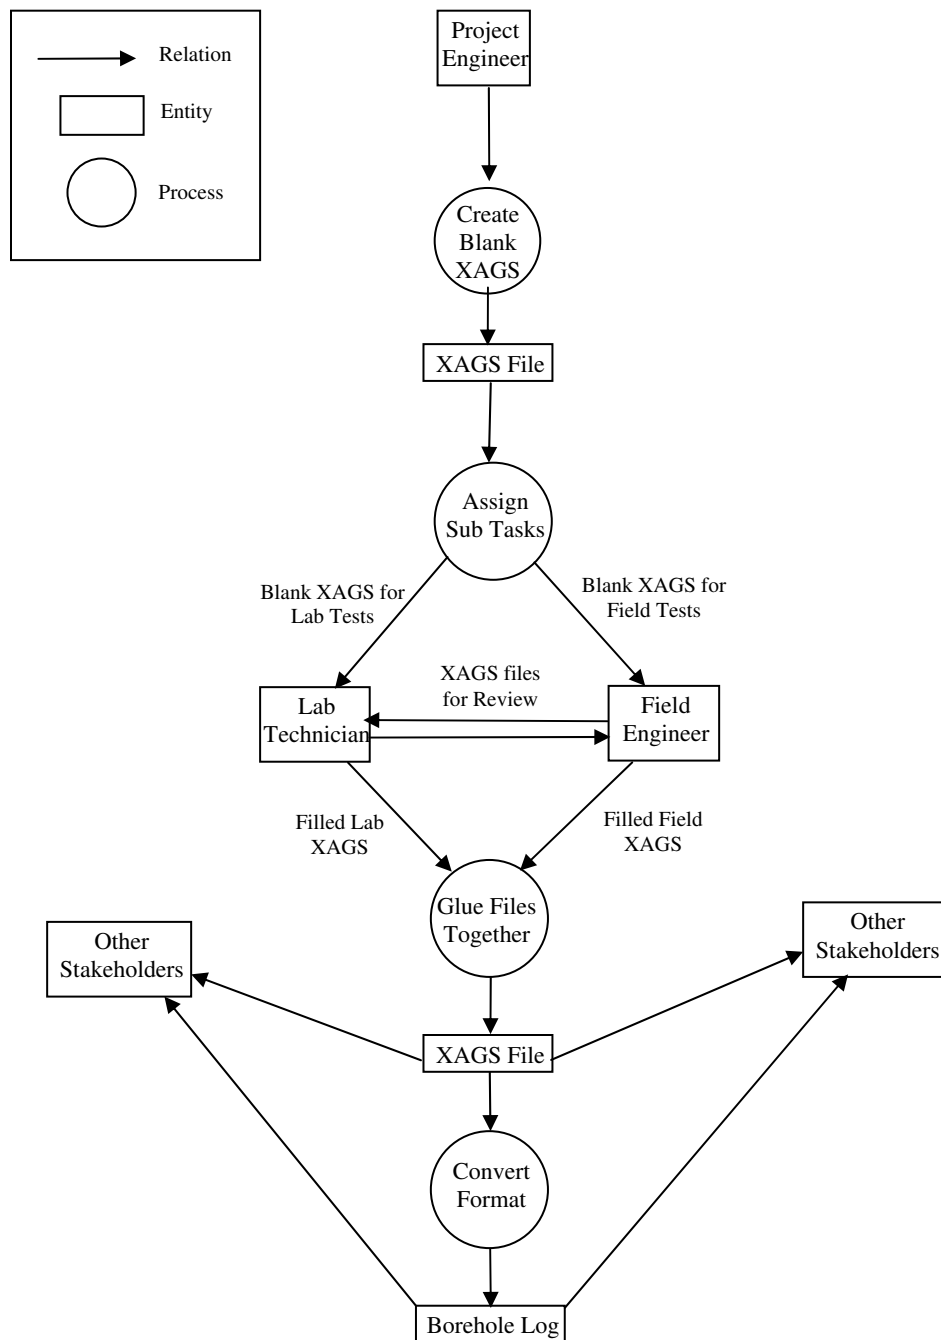 Relation
Entity
Process
Project
Engineer
Create
Blank
XAGS
XAGS File
Assign
Sub Tasks
Blank XAGS for
Lab Tests
Blank XAGS for
Field Tests
XAGS files
for Review
Lab
Technician
Field
Engineer
Filled Lab
XAGS
Filled Field
XAGS
Glue Files
Together
Other
Stakeholders
Other
Stakeholders
XAGS File
Convert
Format
Borehole Log